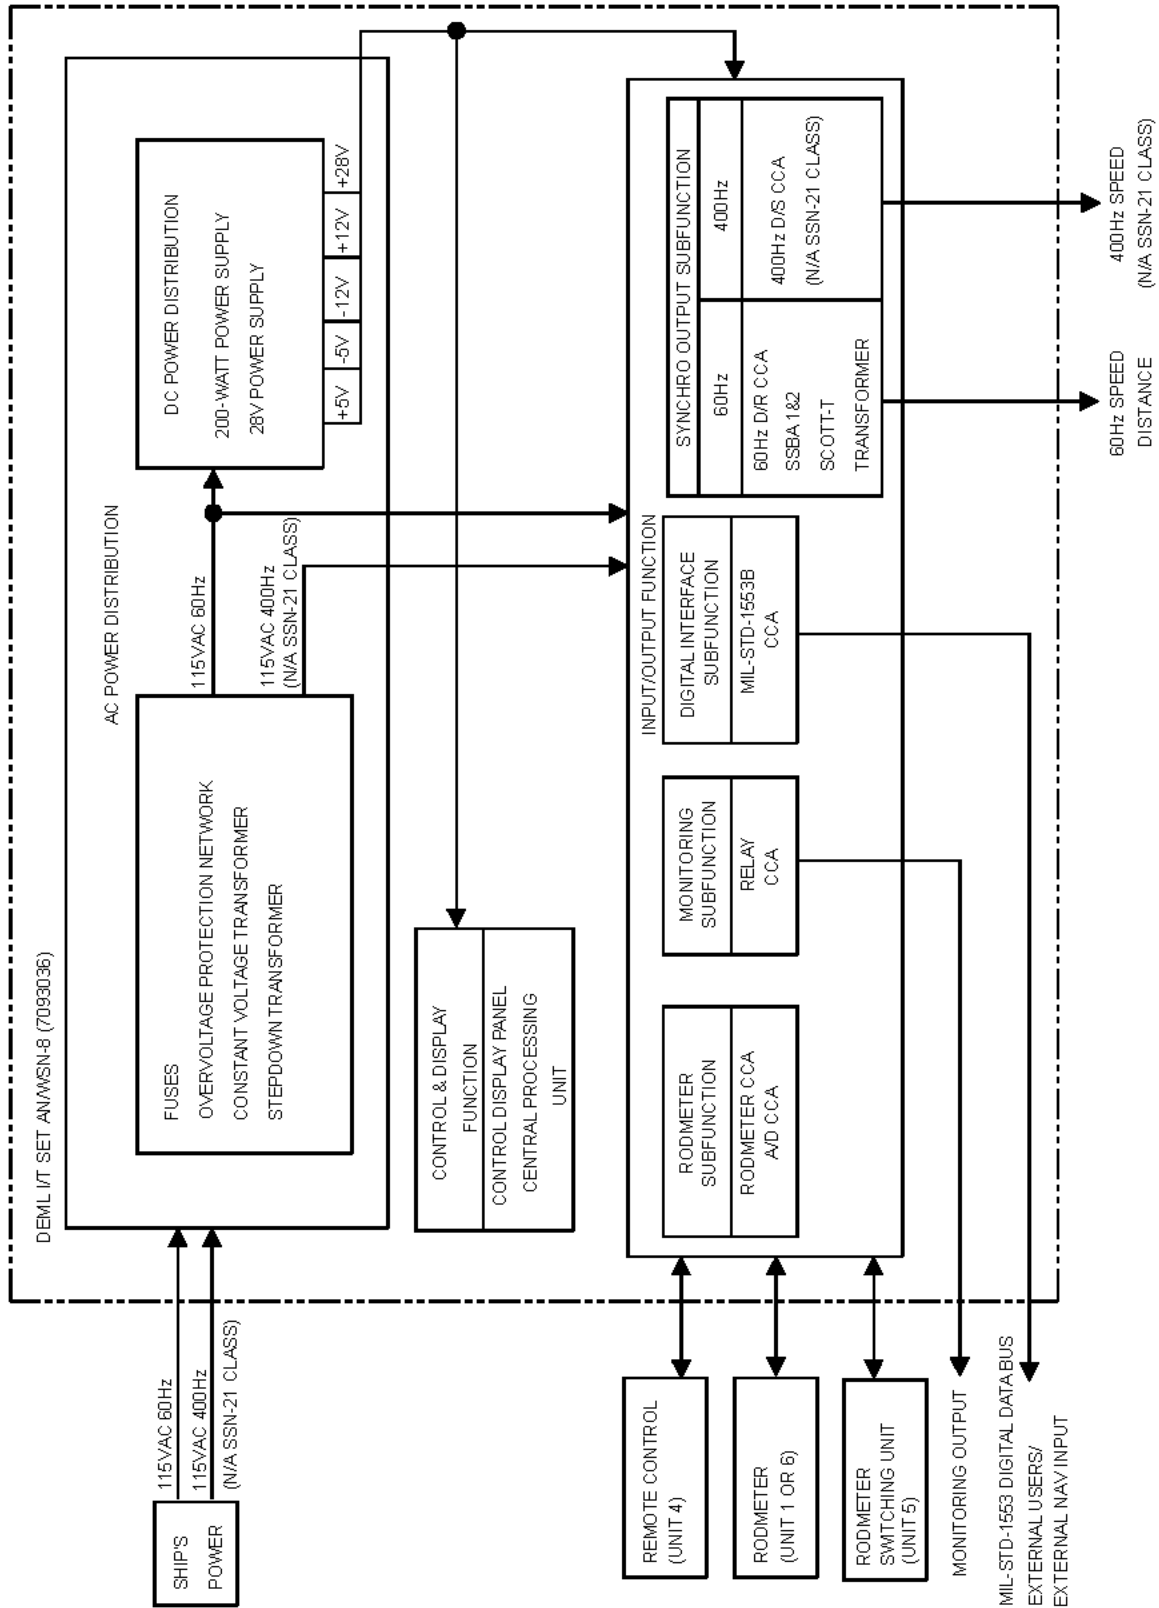 DEML I/T SET AN/WSN-8 (7093036)
SHIP'S
POWER
115VAC 60Hz
115VAC 400Hz
(N/A SSN-21 CLASS)
AC POWER DISTRIBUTION
FUSES
OVERVOLTAGE PROTECTION NETWORK
CONSTANT VOLTAGE TRANSFORMER
STEPDOWN TRANSFORMER
115VAC 60Hz
115VAC 400Hz
(N/A SSN-21 CLASS)
DC POWER DISTRIBUTION
200-WATT POWER SUPPLY
28V POWER SUPPLY
+5V
-5V
-12V
+12V
+28V
CONTROL & DISPLAY
FUNCTION
CONTROL DISPLAY PANEL
CENTRAL PROCESSING
UNIT
INPUT/OUTPUT FUNCTION
RODMETER
SUBFUNCTION
RODMETER CCA
A/D CCA
MONITORING
SUBFUNCTION
RELAY
CCA
DIGITAL INTERFACE
SUBFUNCTION
MIL-STD-1553B
CCA
SYNCHRO OUTPUT SUBFUNCTION
60Hz
400Hz
60Hz D/R CCA
SSBA 1&2
SCOTT-T
TRANSFORMER
400Hz D/S CCA
(N/A SSN-21 CLASS)
REMOTE CONTROL
(UNIT 4)
RODMETER
(UNIT 1 OR 6)
RODMETER
SWITCHING UNIT
(UNIT 5)
MONITORING OUTPUT
MIL-STD-1553 DIGITAL DATA BUS
EXTERNAL USERS/
EXTERNAL NAV INPUT
60Hz SPEED
DISTANCE
400Hz SPEED
(N/A SSN-21 CLASS)